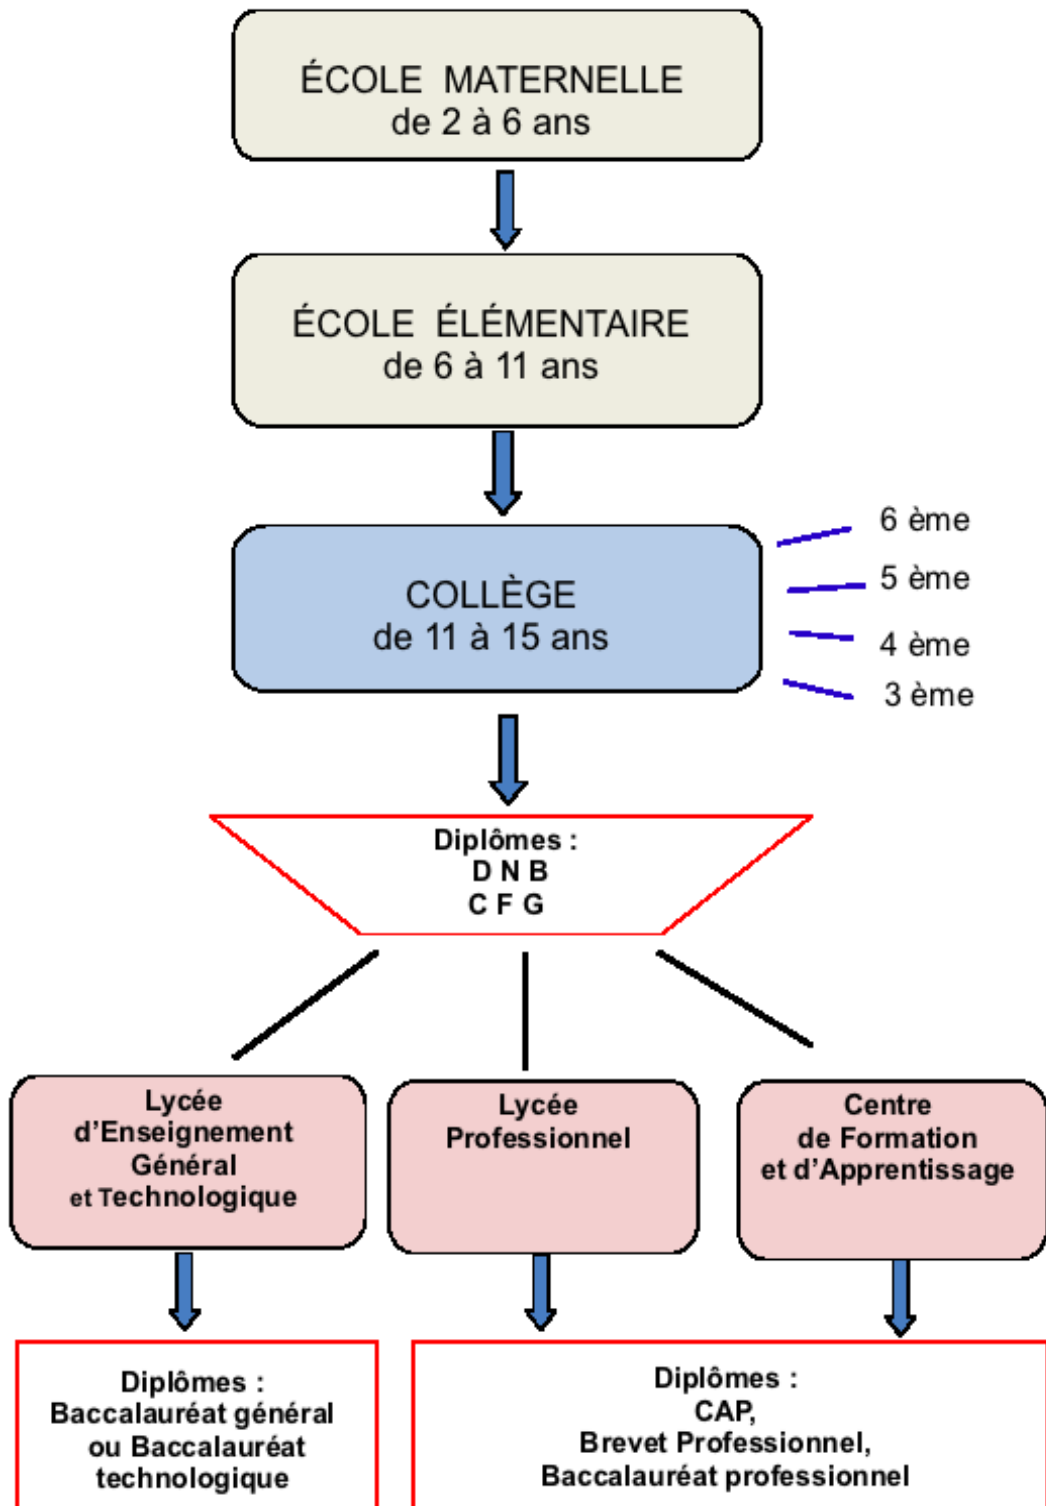 ÉCOLE MATERNELLE
de 2 à 6 ans
ÉCOLE ÉLÉMENTAIRE
de 6 à 11 ans
COLLÈGE
de 11 à 15 ans
6 ème
5 ème
4 ème
3 ème
Diplômes :
D N B
C F G
Lycée
d’Enseignement
Général
et Technologique
Lycée
Professionnel
Centre
de Formation
et d’Apprentissage
Diplômes :
Baccalauréat général
ou Baccalauréat
technologique
Diplômes :
CAP,
Brevet Professionnel,
Baccalauréat professionnel